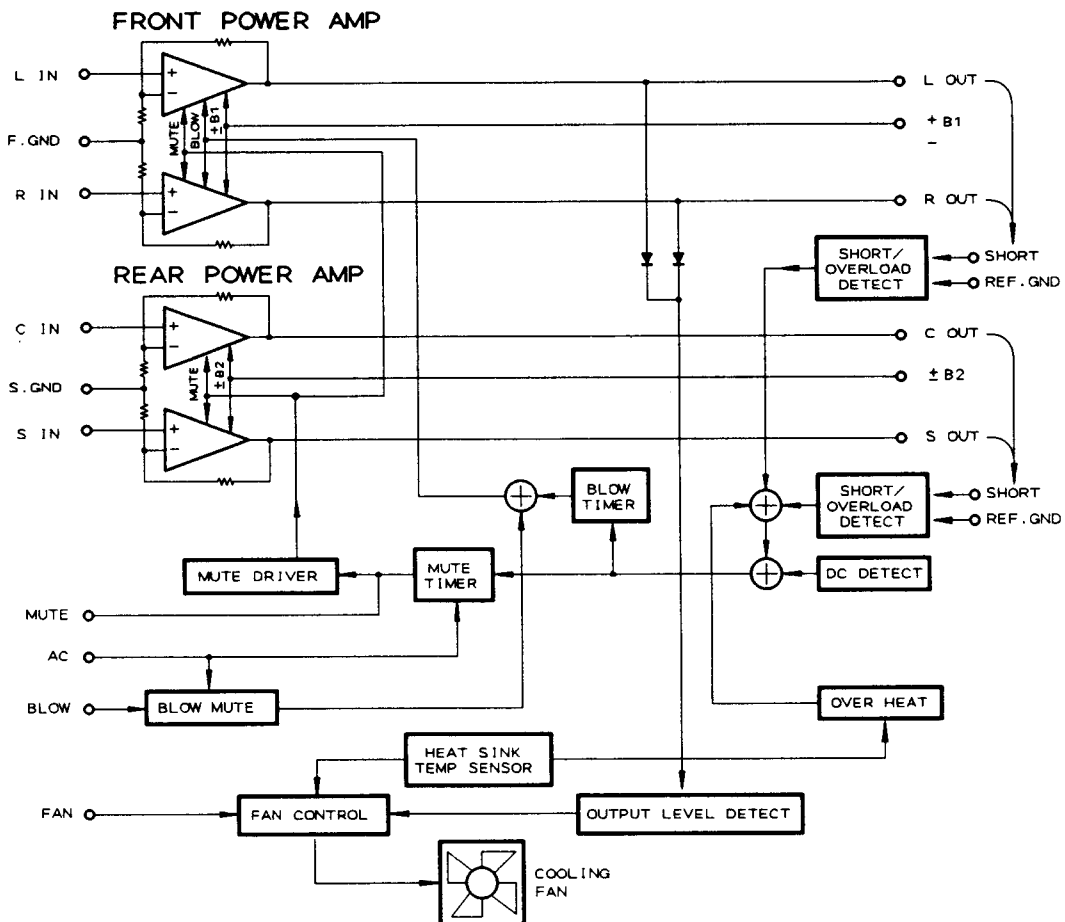 FRONT POWER AMP
L IN
+
-
L OUT
F.GND
MUTE
BLOW
±B1
+ B1
-
R IN
+
-
R OUT
SHORT/
OVERLOAD
DETECT
SHORT
REF.GND
REAR POWER AMP
C IN
+
-
C OUT
S.GND
MUTE
±B2
± B2
S IN
+
-
S OUT
BLOW
TIMER
SHORT/
OVERLOAD
DETECT
SHORT
REF.GND
MUTE DRIVER
MUTE
TIMER
DC DETECT
MUTE
AC
BLOW
BLOW MUTE
OVER HEAT
HEAT SINK
TEMP SENSOR
FAN
FAN CONTROL
OUTPUT LEVEL DETECT
COOLING
FAN